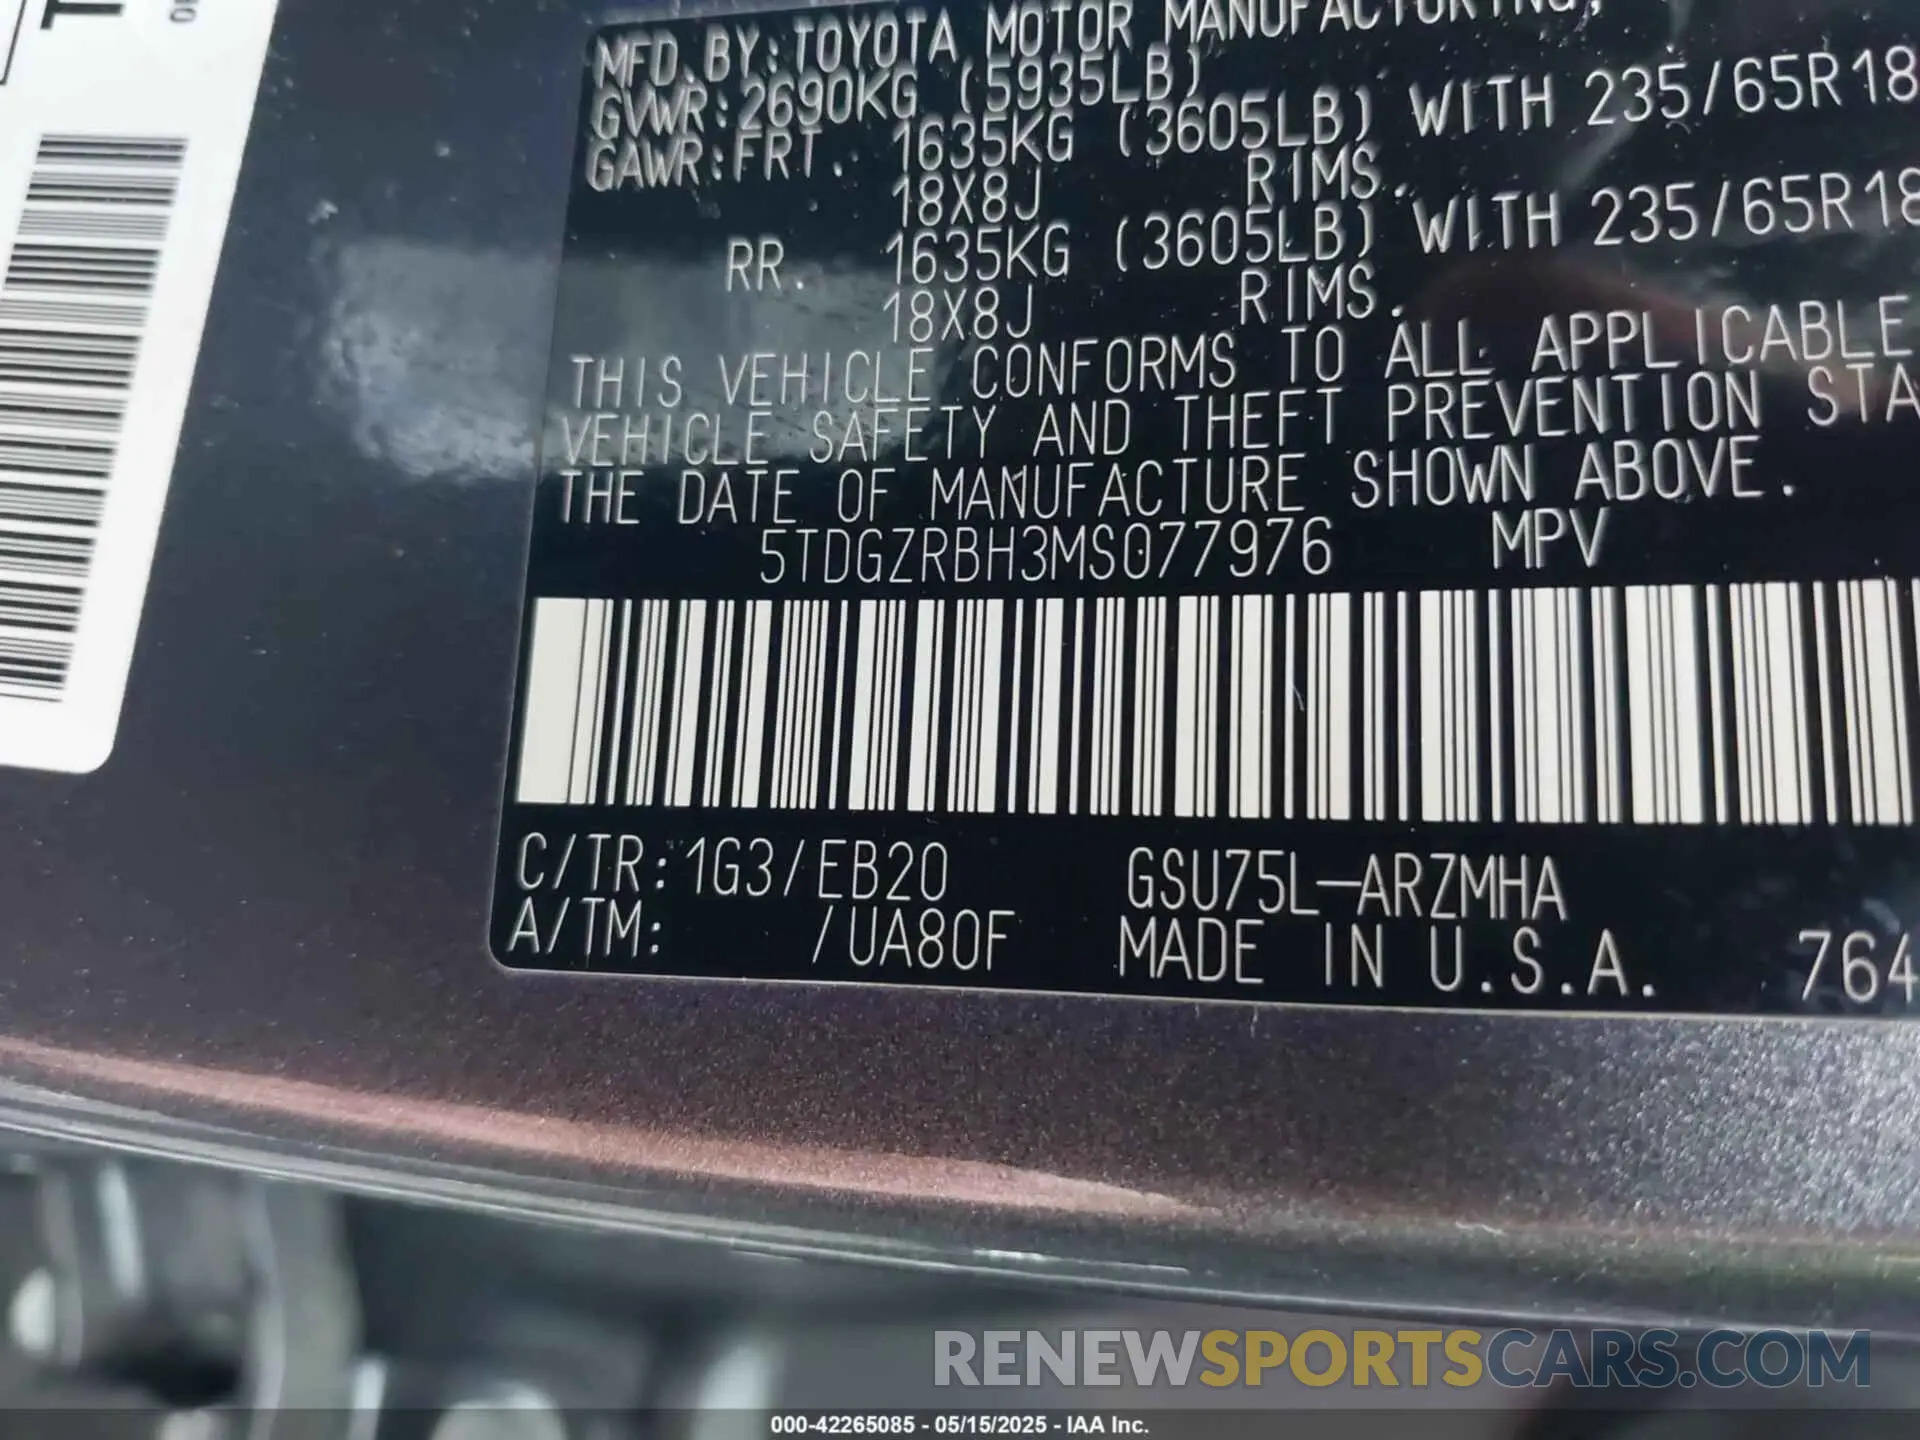 MFD.BY:TOYOTA MOTOR MANUFACTURING,
GVWR:2690KG (5935LB)
GAWR:FRT. 1635KG (3605LB) WITH 235/65R18
18X8J RIMS.
RR. 1635KG (3605LB) WITH 235/65R18
18X8J RIMS.
THIS VEHICLE CONFORMS TO ALL APPLICABLE
VEHICLE SAFETY AND THEFT PREVENTION STA
THE DATE OF MANUFACTURE SHOWN ABOVE.
5TDGZRBH3MS077976 MPV
C/TR:1G3/EB20 GSU75L-ARZMHA
A/TM: /UA80F MADE IN U.S.A. 764
RENEWSPORTSCARS.COM
000-42265085 - 05/15/2025 - IAA Inc.